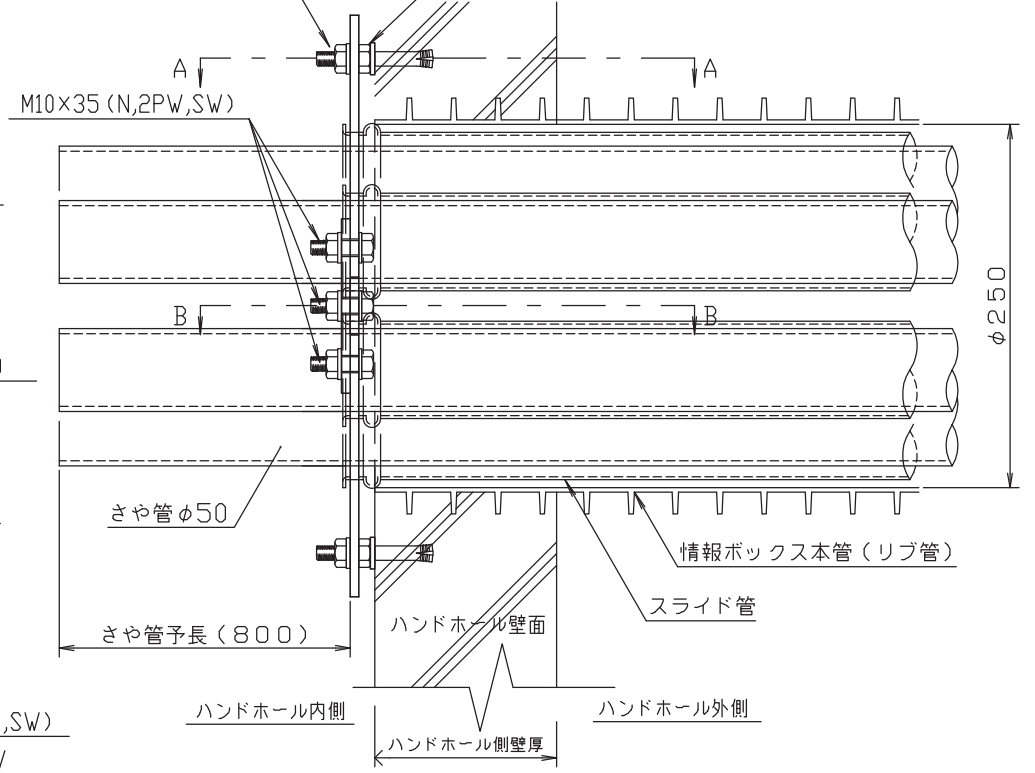 A
A
M10×35(N,2PW,SW)
B
B
φ250
さや管φ50
情報ボックス本管(リブ管)
スライド管
さや管予長(800)
ハンドホール壁面
ハンドホール内側
ハンドホール外側
,SW)
ハンドホール側壁厚